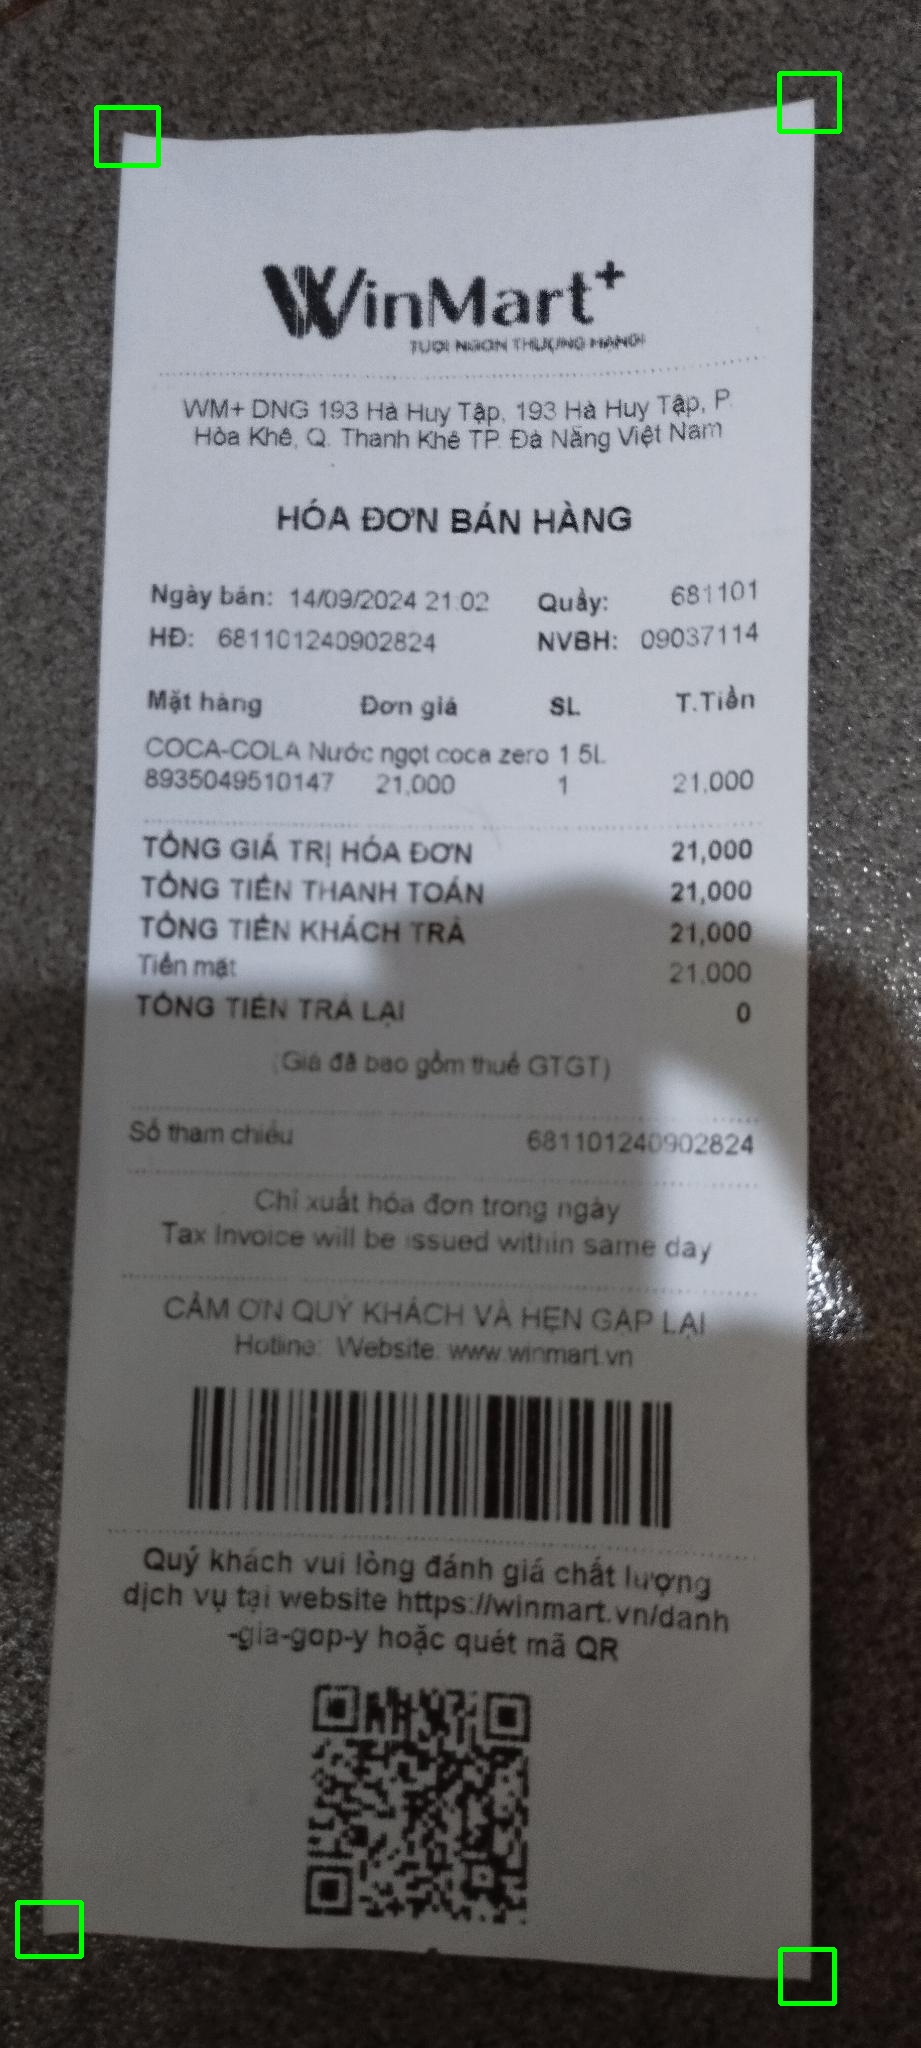 WinMart+
TƯƠI NGON THƯỢNG HẠNG!
WM+ DNG 193 Hà Huy Tập, 193 Hà Huy Tập, P.
Hòa Khê, Q. Thanh Khê TP. Đà Nẵng Việt Nam
HÓA ĐƠN BÁN HÀNG
Ngày bán: 14/09/2024 21:02 Quầy: 681101
HĐ: 681101240902824 NVBH: 09037114
Mặt hàng Đơn giá SL T.Tiền
COCA-COLA Nước ngọt coca zero 1.5L
8935049510147 21,000 1 21,000
TỔNG GIÁ TRỊ HÓA ĐƠN 21,000
TỔNG TIỀN THANH TOÁN 21,000
TỔNG TIỀN KHÁCH TRẢ 21,000
Tiền mặt 21,000
TỔNG TIỀN TRẢ LẠI 0
(Giá đã bao gồm thuế GTGT)
Số tham chiếu 681101240902824
Chỉ xuất hóa đơn trong ngày
Tax Invoice will be issued within same day
CẢM ƠN QUÝ KHÁCH VÀ HẸN GẶP LẠI
Hotline: Website: www.winmart.vn
Quý khách vui lòng đánh giá chất lượng
dịch vụ tại website https://winmart.vn/danh
-gia-gop-y hoặc quét mã QR